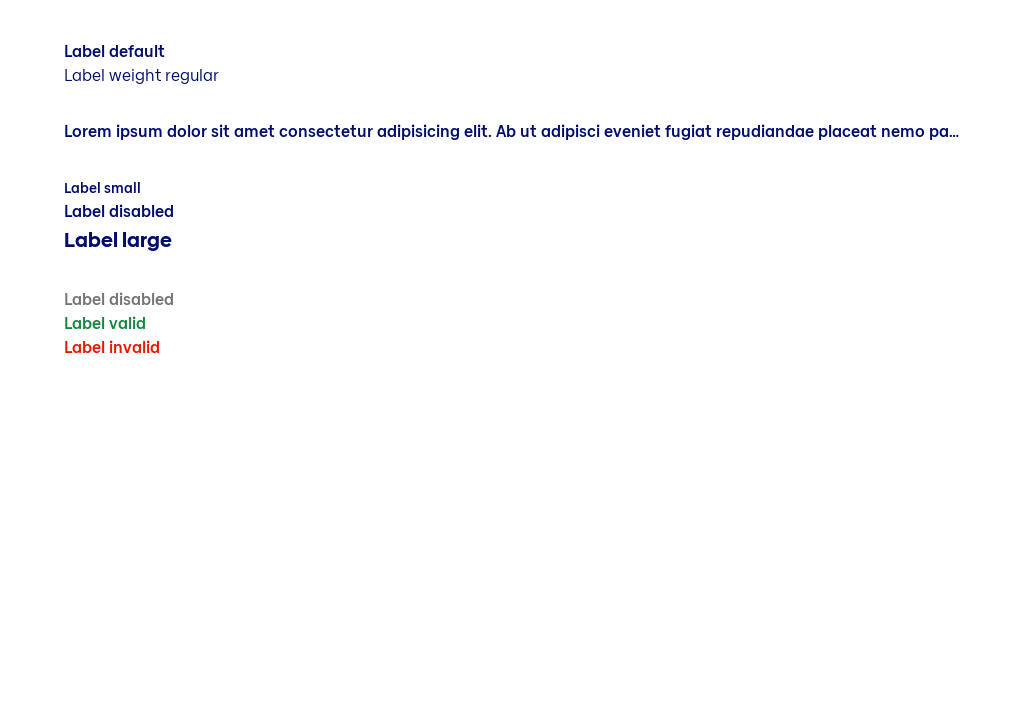 Label default
Label weight regular
Lorem ipsum dolor sit amet consectetur adipisicing elit. Ab ut adipisci eveniet fugiat repudiandae placeat nemo pa...
Label small
Label disabled
Label large
Label disabled
Label valid
Label invalid